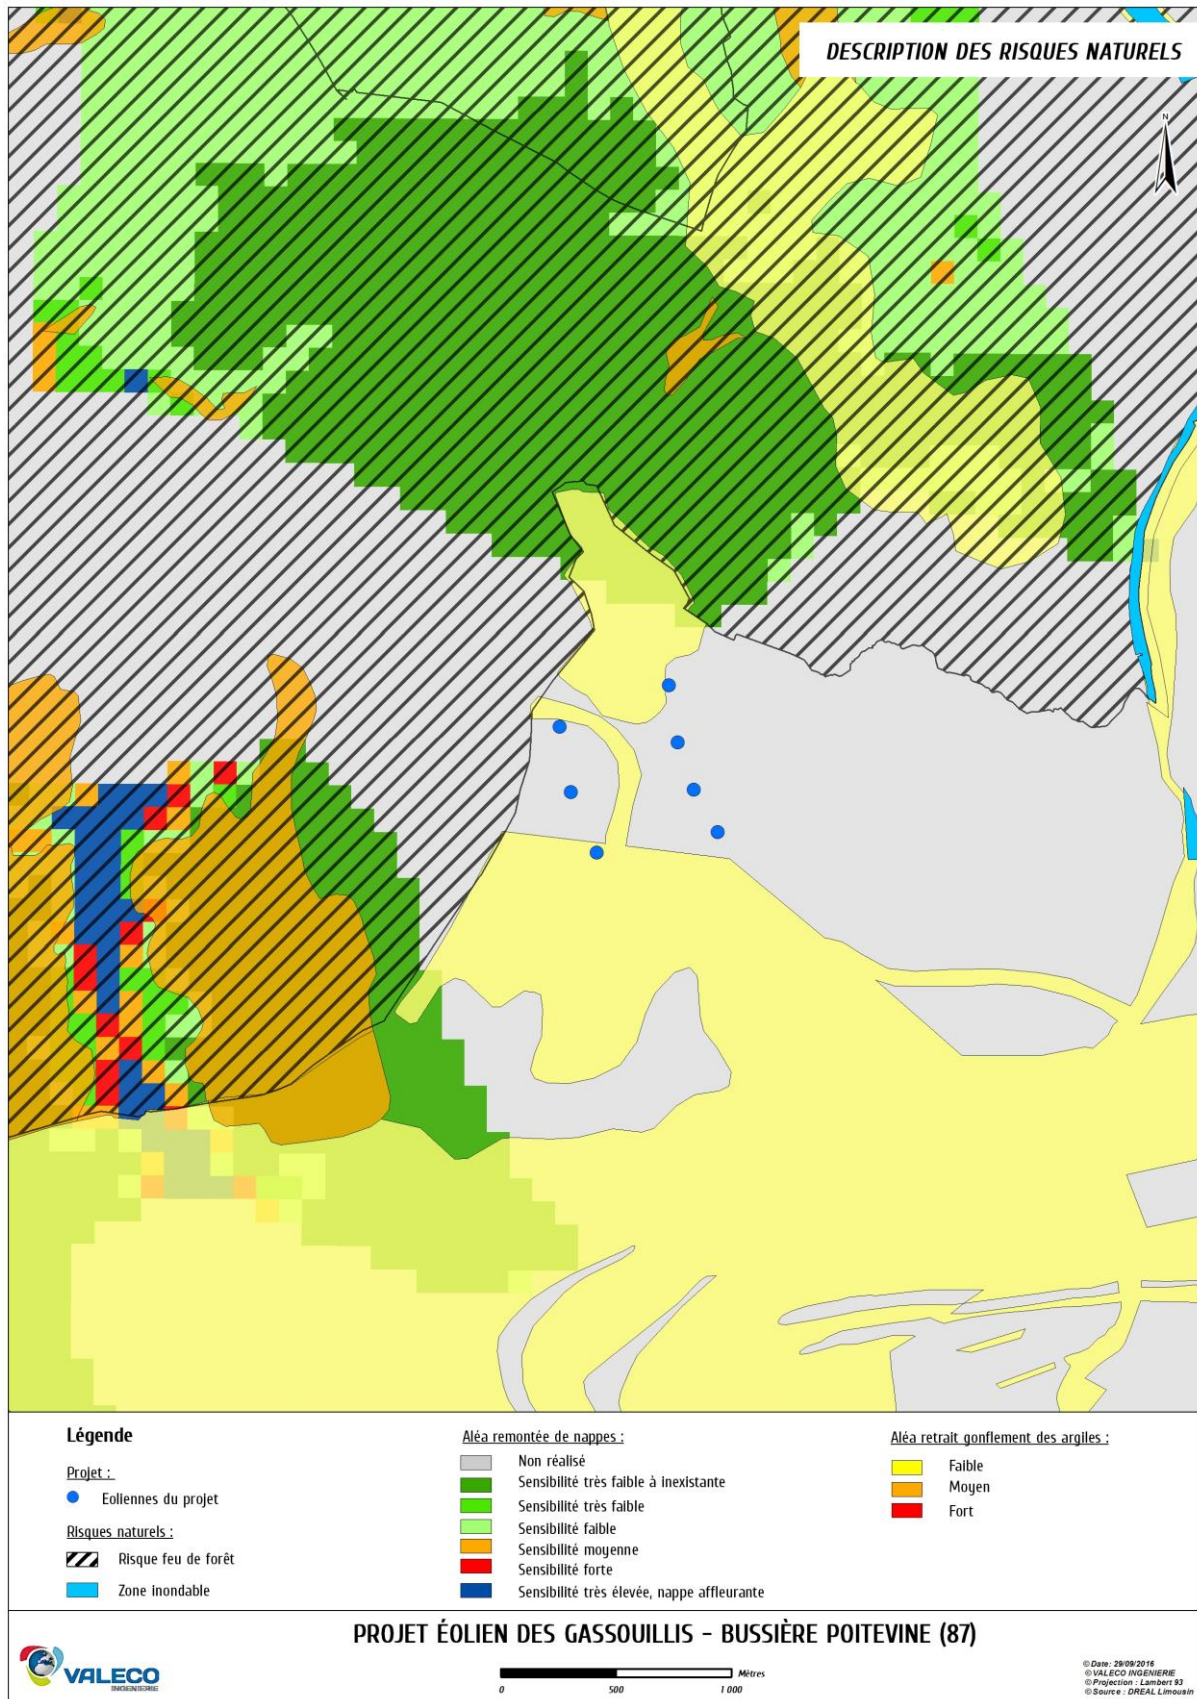 DESCRIPTION DES RISQUES NATURELS
N
Légende
Projet :
Eoliennes du projet
Risques naturels :
Risque feu de forêt
Zone inondable
Aléa remontée de nappes :
Non réalisé
Sensibilité très faible à inexistante
Sensibilité très faible
Sensibilité faible
Sensibilité moyenne
Sensibilité forte
Sensibilité très élevée, nappe affleurante
Aléa retrait gonflement des argiles :
Faible
Moyen
Fort
PROJET ÉOLIEN DES GASSOUILLIS - BUSSIÈRE POITEVINE (87)
VALECO
INGENIERIE
Mètres
0 500 1 000
© Date: 29/09/2016
© VALECO INGENIERIE
© Projection : Lambert 93
© Source : DREAL Limousin